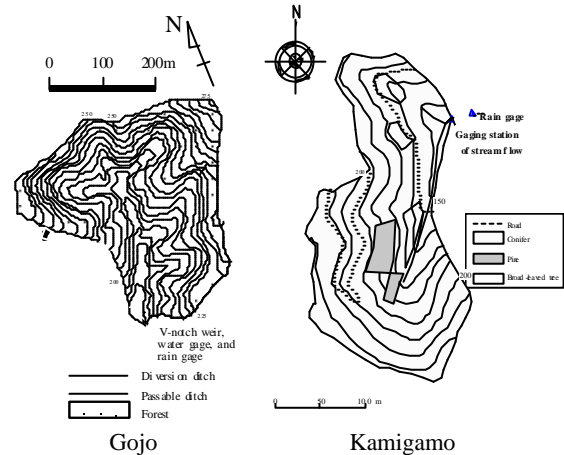 N
0 100 200m
250
250
275
200
225
V-notch weir,
water gage, and
rain gage
Diversion ditch
Passable ditch
Forest
Gojo
N
Rain gage
Gaging station
of stream flow
200
150
200
Road
Conifer
Pine
Broad-leaved tree
0 50 100 m
Kamigamo